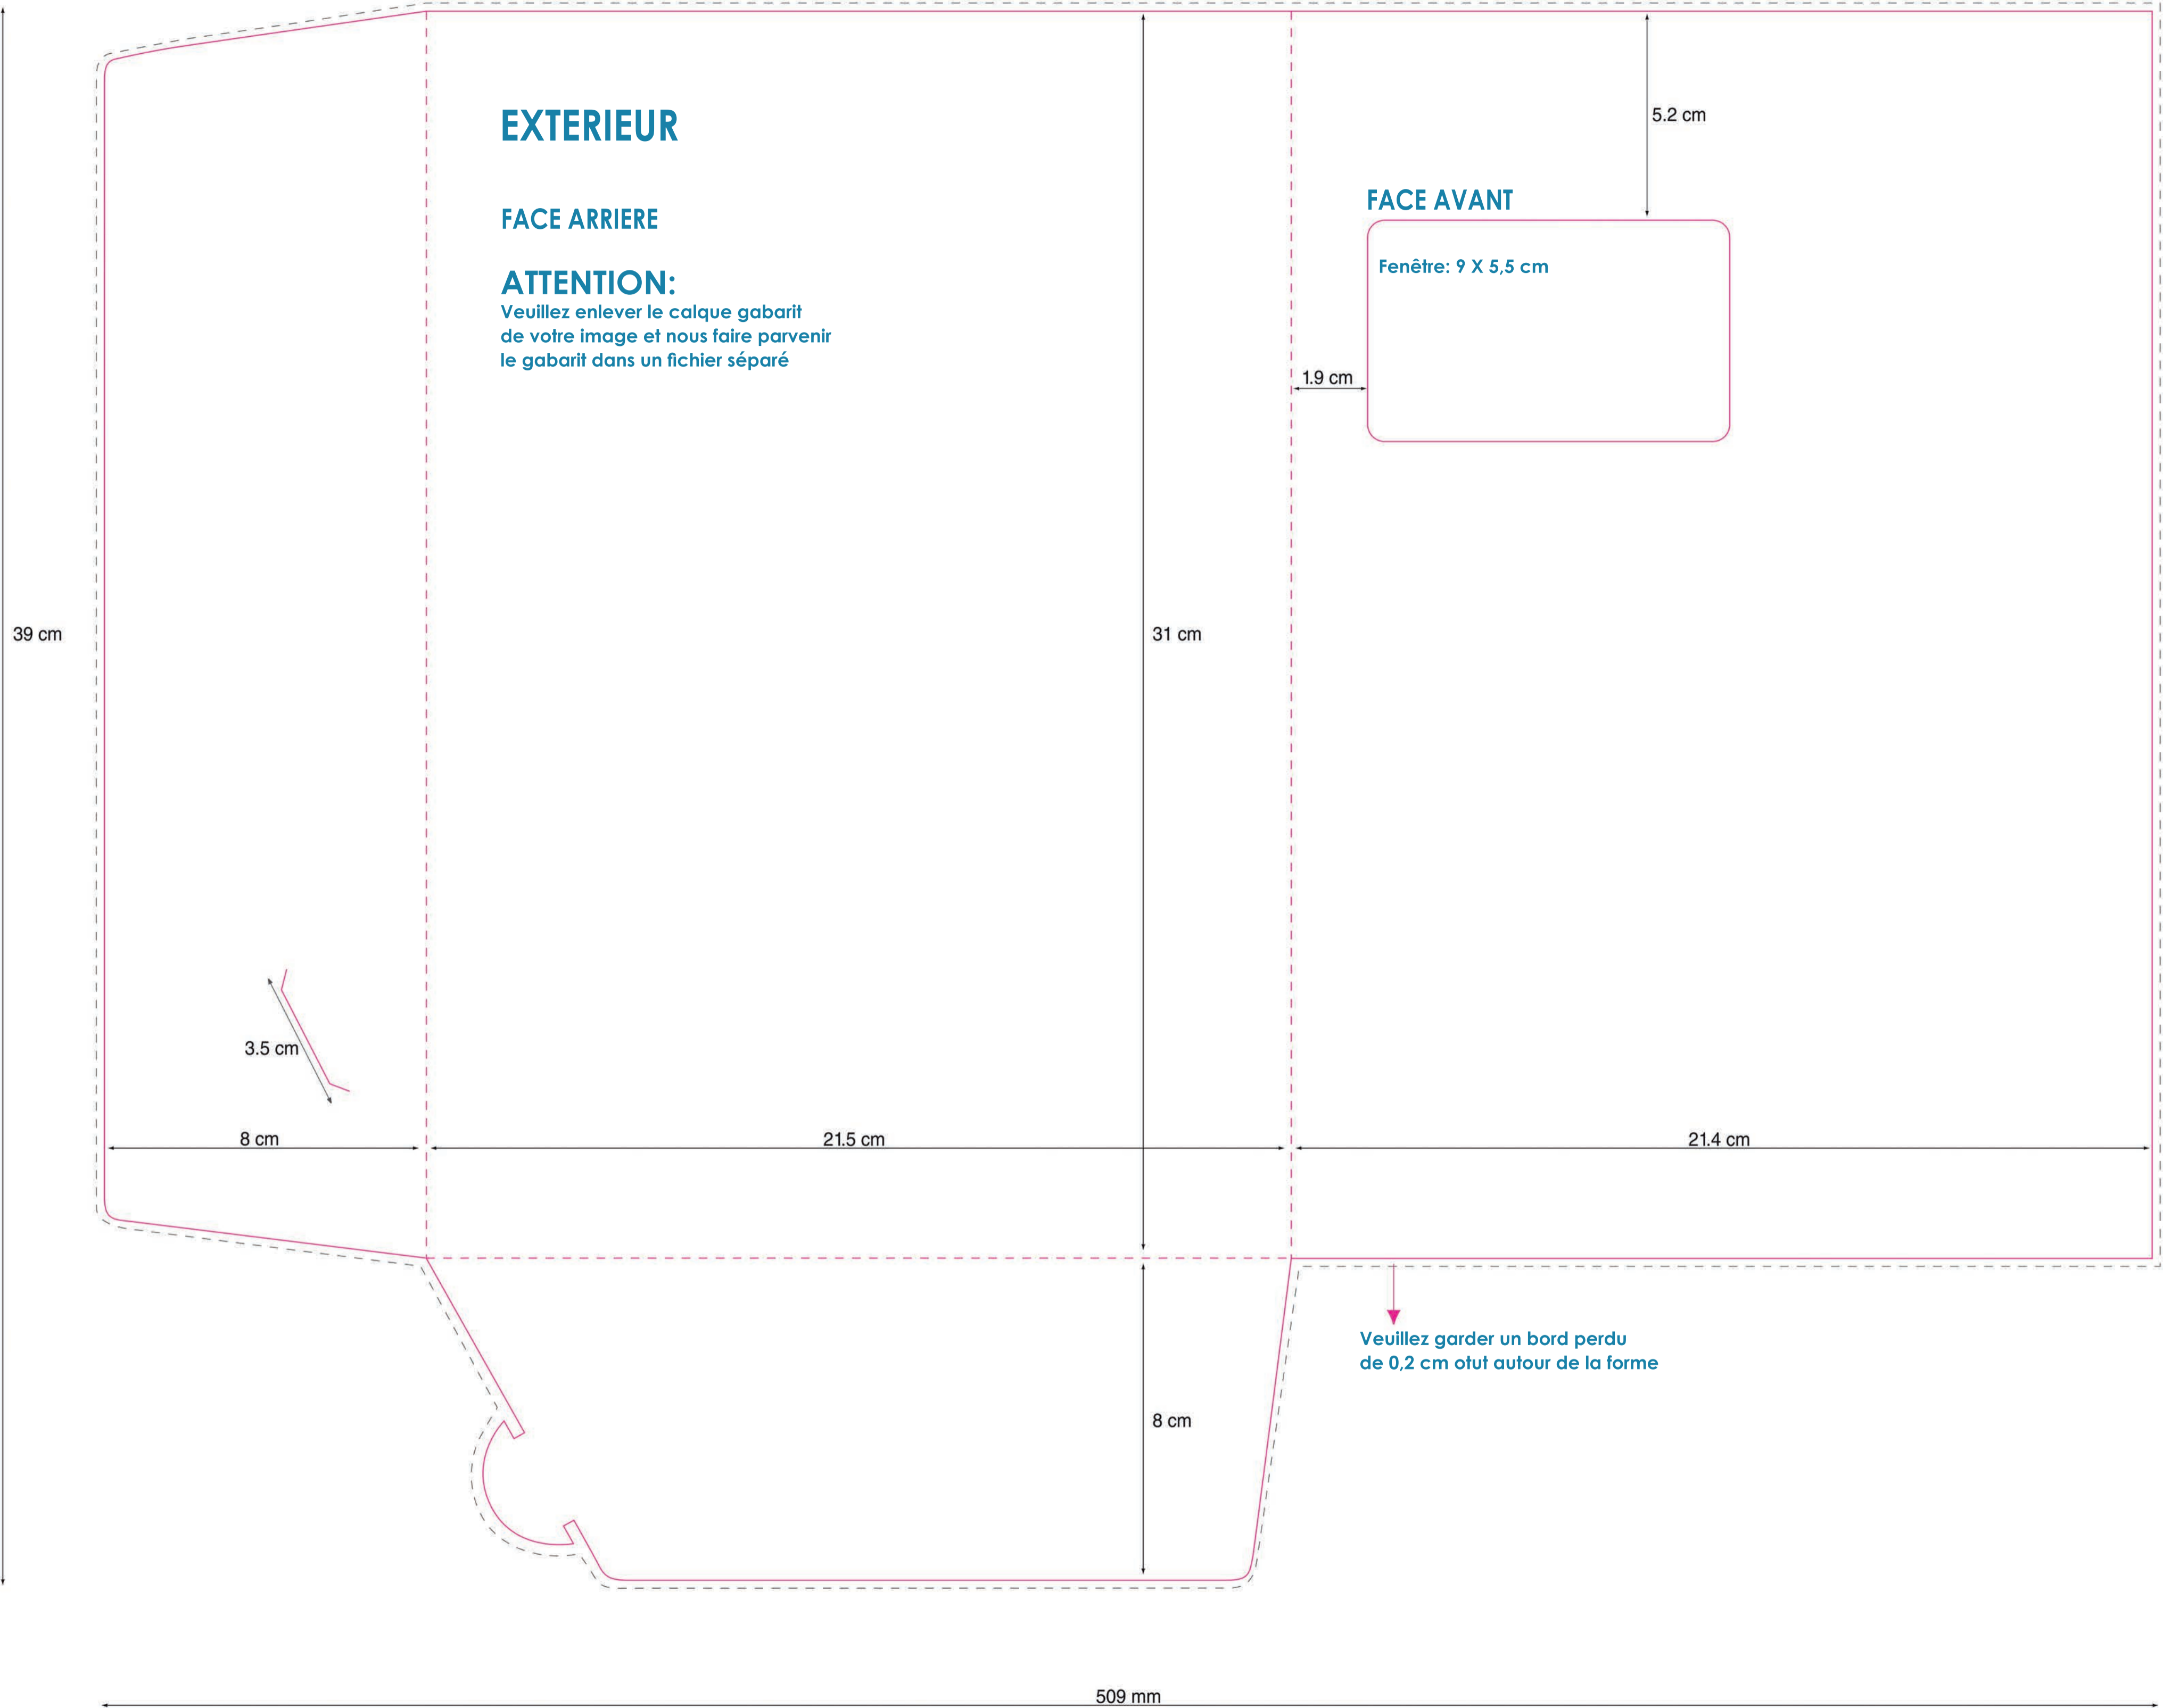 EXTERIEUR
5.2 cm
FACE ARRIERE
FACE AVANT
ATTENTION:
Veuillez enlever le calque gabarit
de votre image et nous faire parvenir
le gabarit dans un fichier séparé
Fenêtre: 9 X 5,5 cm
1.9 cm
39 cm
31 cm
3.5 cm
8 cm
21.5 cm
21.4 cm
Veuillez garder un bord perdu
de 0,2 cm otut autour de la forme
8 cm
509 mm